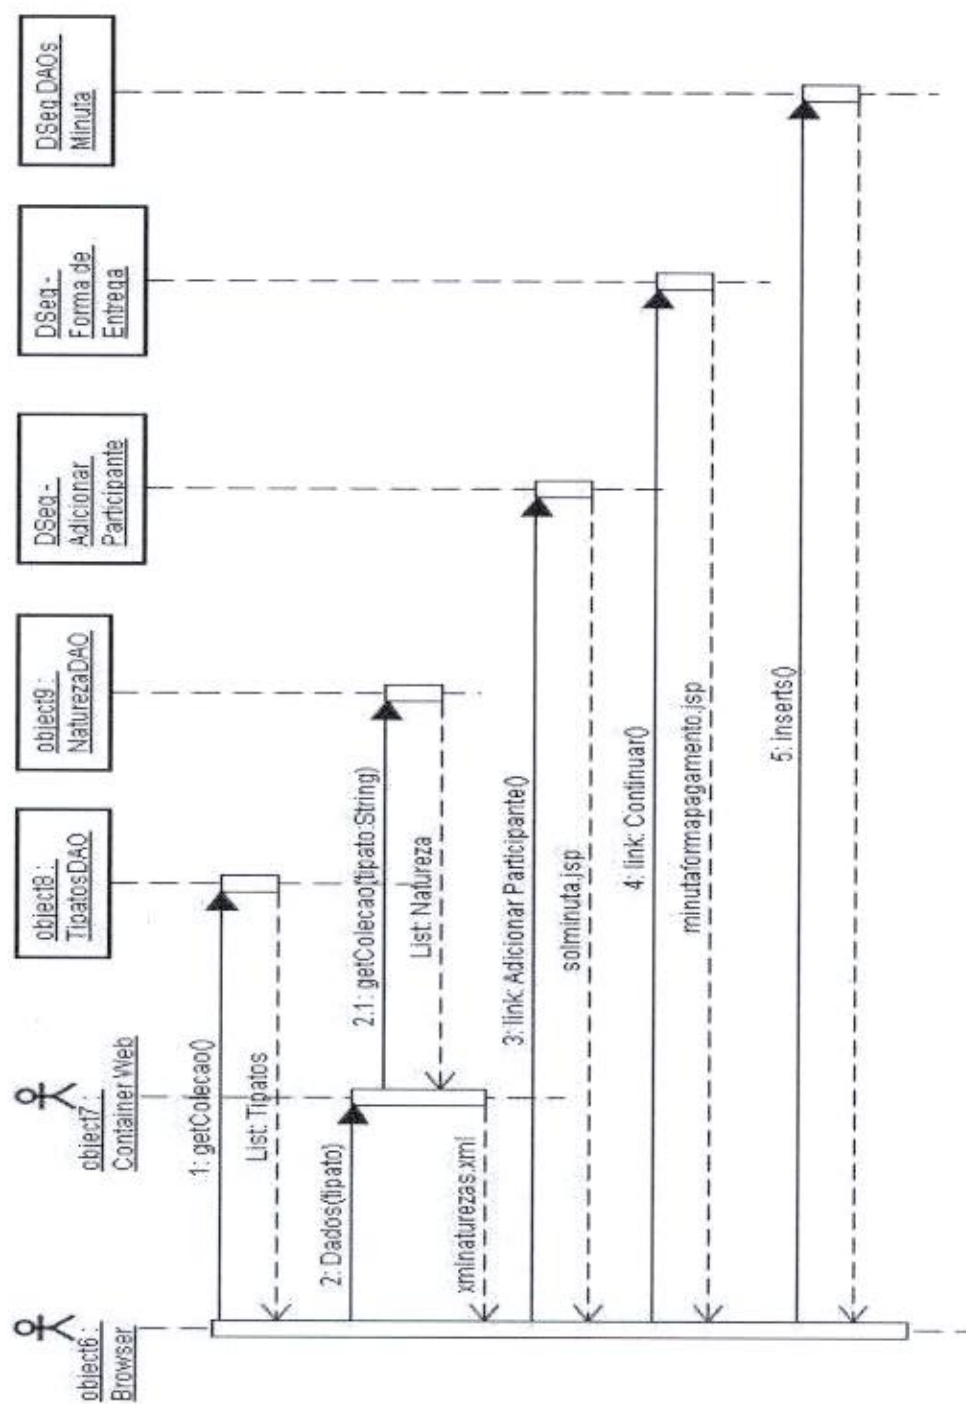 object6 :
Browser
object7 :
Container Web
object8 :
TipatosDAO
object9 :
NaturezaDAO
DSeq -
Adicionar
Participante
DSeq -
Forma de
Entrega
DSeq DAOs
Minuta
1: getColecao()
List: Tipatos
2: Dados(tipato)
2.1: getColecao(tipato:String)
List: Natureza
xmlnaturezas.xml
3: link: Adicionar Participante()
solminuta.jsp
4: link: Continuar()
minutaformapagamento.jsp
5: inserts()